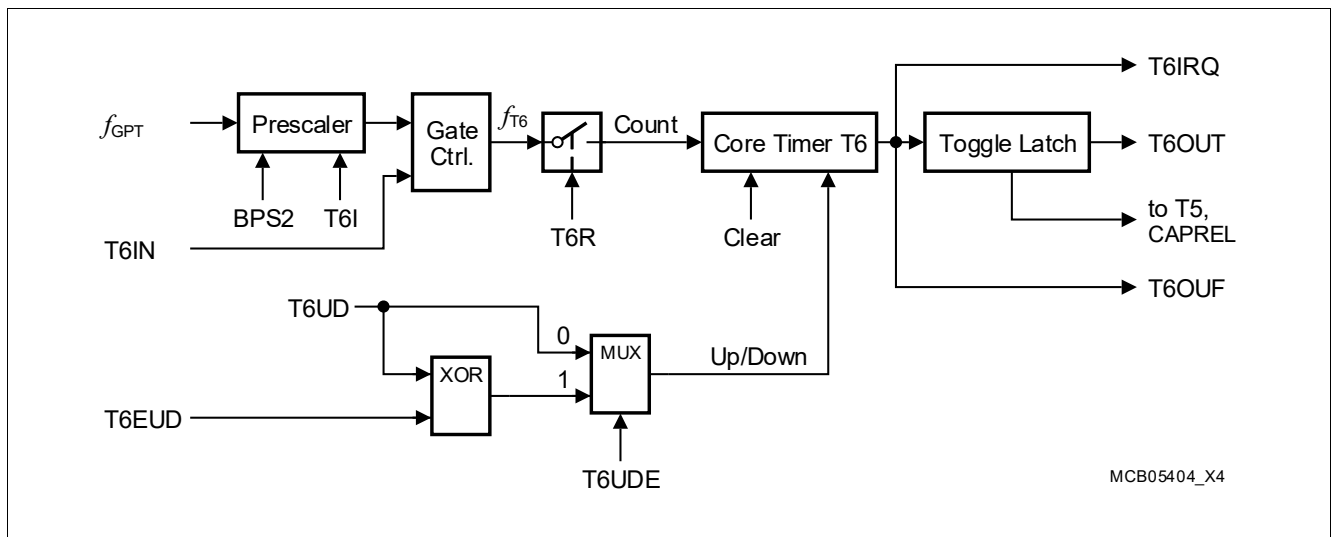 T6IRQ
fGPT
Prescaler
Gate
Ctrl.
fT6
Count
Core Timer T6
Toggle Latch
T6OUT
BPS2
T6I
T6R
Clear
to T5,
CAPREL
T6IN
T6OUF
T6UD
0
MUX
Up/Down
XOR
1
T6EUD
T6UDE
MCB05404_X4